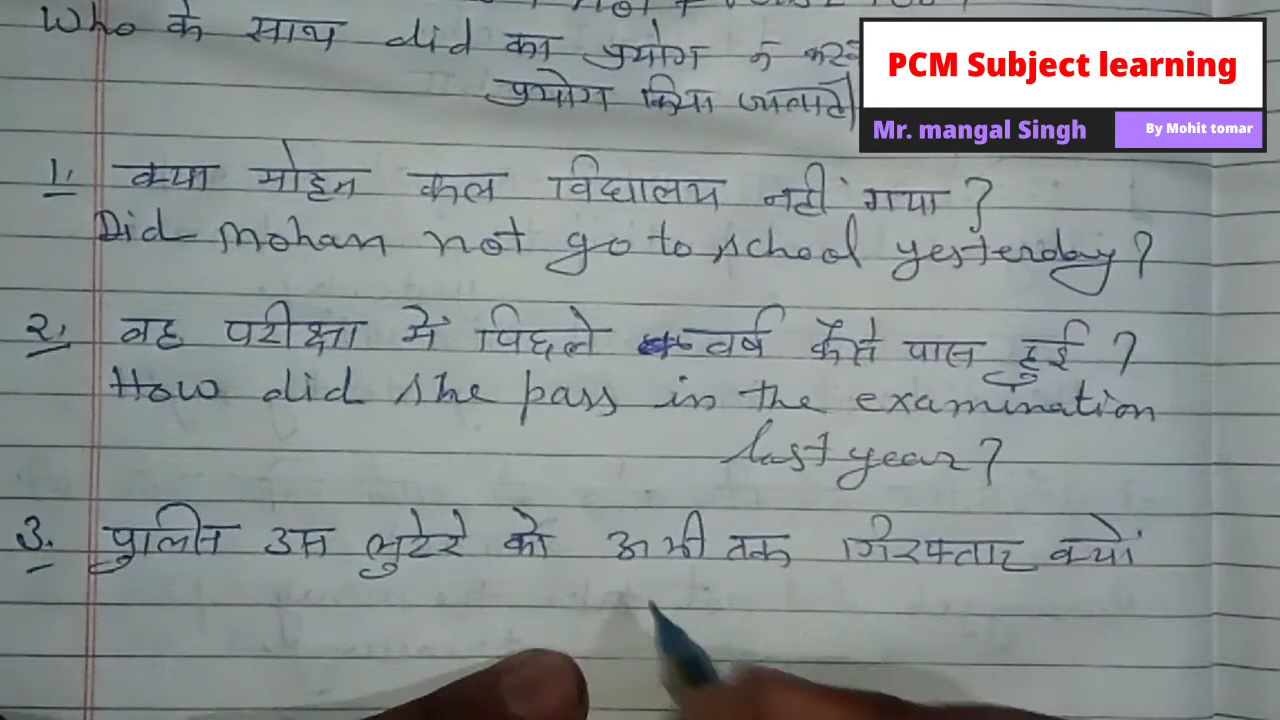 Who के साथ did का प्रयोग न
प्रयोग किया जाता है
PCM Subject learning
Mr. mangal Singh
By Mohit tomar
1. क्या मोहन कल विद्यालय नहीं गया ?
Did Mohan not go to school yesterday?
2. वह परीक्षा में पिछले वर्ष कैसे पास हुई ?
How did she pass in the examination
last year?
3. पुलिस उस लुटेरे को अभी तक गिरफ्तार क्यों